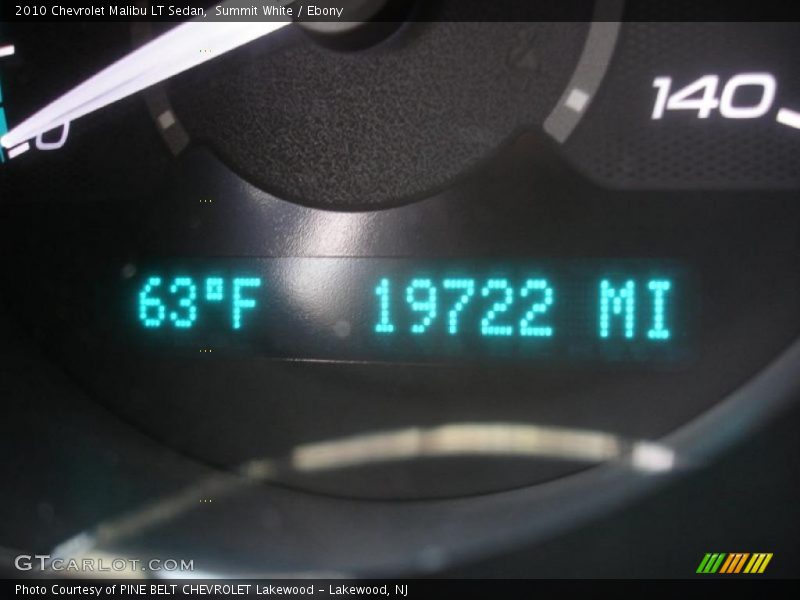 2010 Chevrolet Malibu LT Sedan, Summit White / Ebony
0
140
63°F 19722 MI
GTCARLOT.COM
Photo Courtesy of PINE BELT CHEVROLET Lakewood - Lakewood, NJ